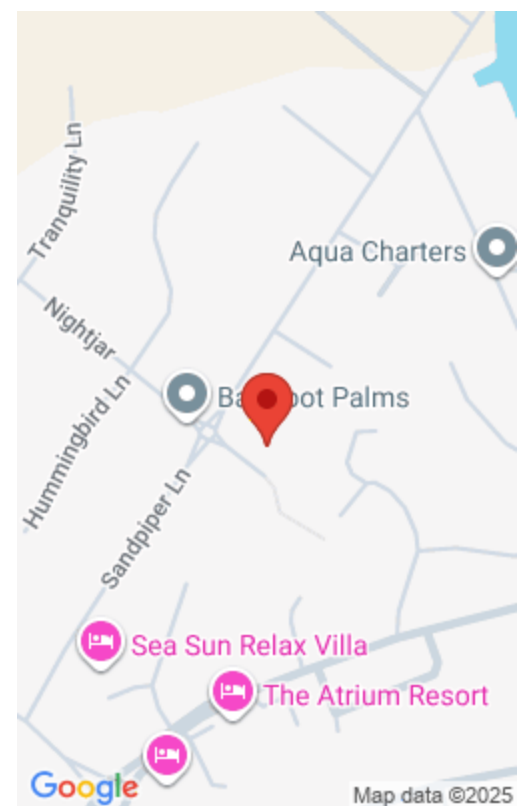 Tranquility Ln
Aqua Charters
Nightjar
Palms
Hummingbird Ln
Sandpiper Ln
Sea Sun Relax Villa
The Atrium Resort
Google
Map data ©2025